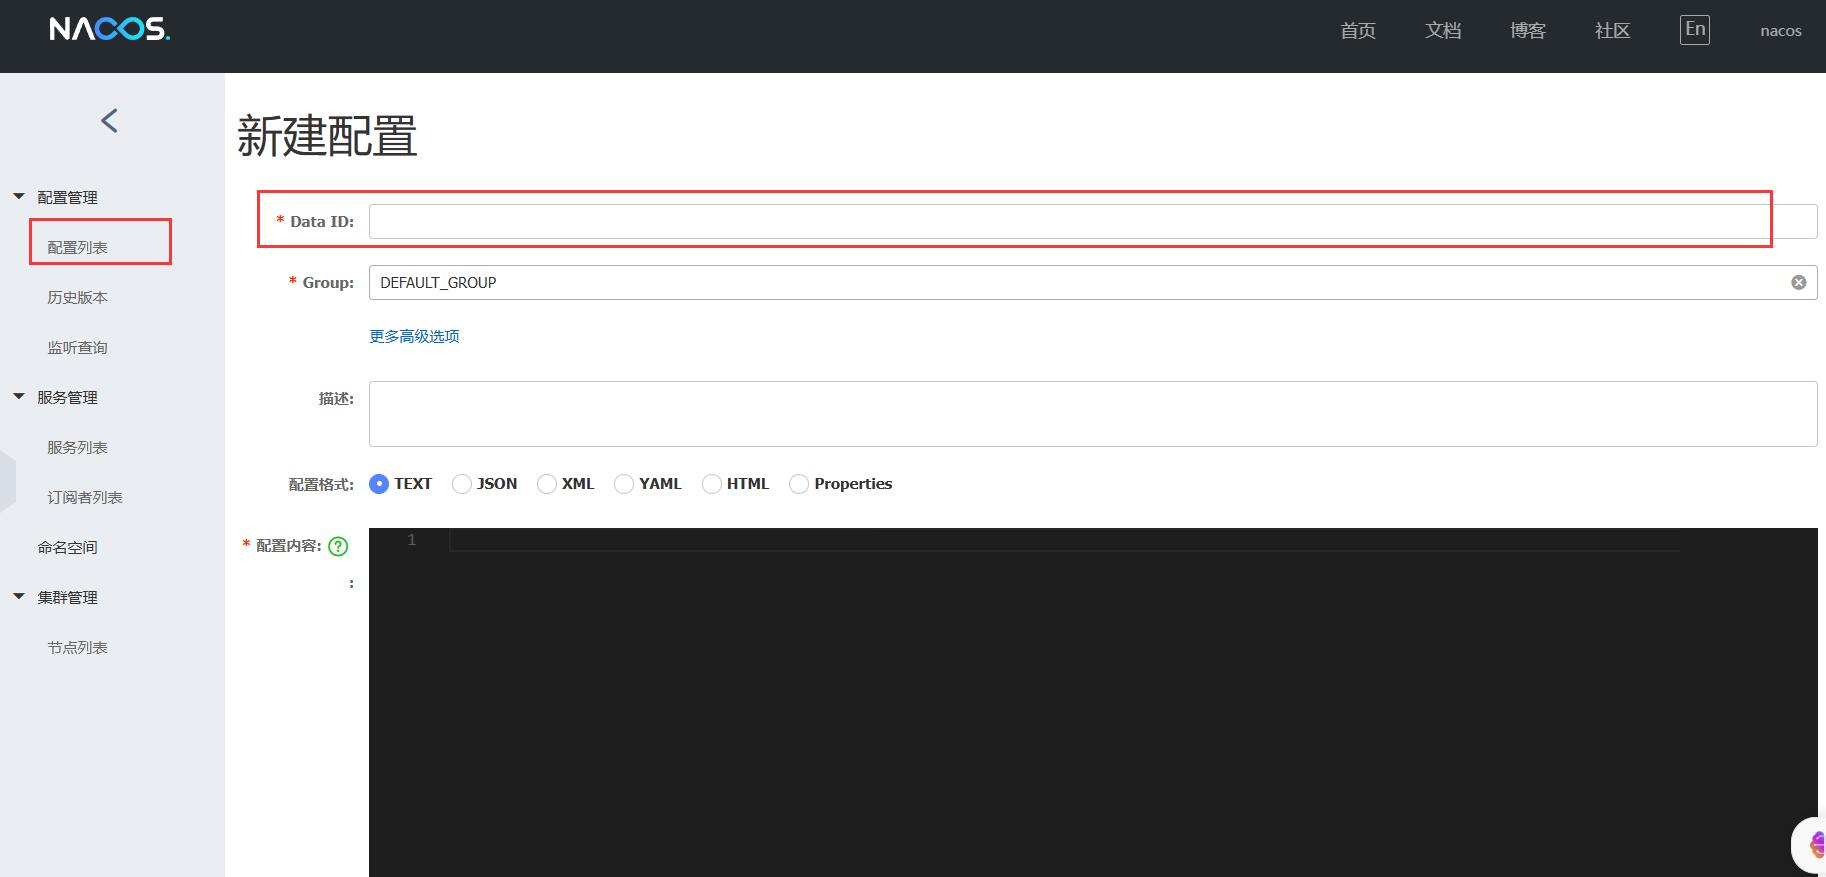 NACOS.
首页 文档 博客 社区 En nacos
新建配置
配置管理
配置列表
历史版本
监听查询
服务管理
服务列表
订阅者列表
命名空间
集群管理
节点列表
* Data ID:
* Group: DEFAULT_GROUP
更多高级选项
描述:
配置格式: TEXT JSON XML YAML HTML Properties
* 配置内容: ? 1
: